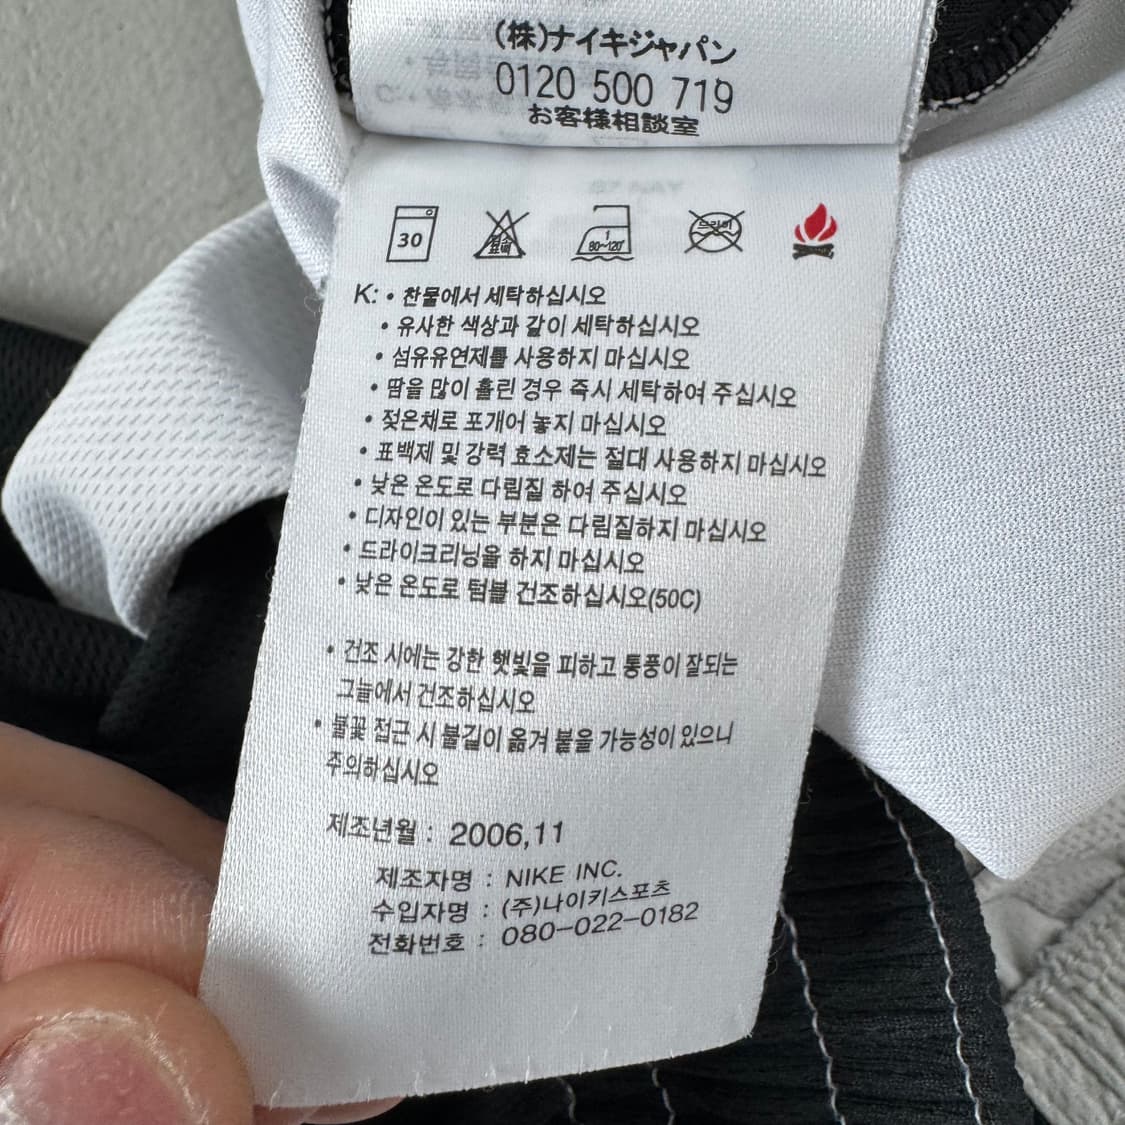 (株)ナイキジャパン
0120 500 719
お客様相談室
30
염소
1
80~120°
드라이
K: • 찬물에서 세탁하십시오
• 유사한 색상과 같이 세탁하십시오
• 섬유유연제를 사용하지 마십시오
• 땀을 많이 흘린 경우 즉시 세탁하여 주십시오
• 젖은채로 포개어 놓지 마십시오
• 표백제 및 강력 효소제는 절대 사용하지 마십시오
• 낮은 온도로 다림질 하여 주십시오
• 디자인이 있는 부분은 다림질하지 마십시오
• 드라이크리닝을 하지 마십시오
• 낮은 온도로 텀블 건조하십시오(50C)
• 건조 시에는 강한 햇빛을 피하고 통풍이 잘되는
그늘에서 건조하십시오
• 불꽃 접근 시 불길이 옮겨 붙을 가능성이 있으니
주의하십시오
제조년월 : 2006,11
제조자명 : NIKE INC.
수입자명 : (주)나이키스포츠
전화번호 : 080-022-0182